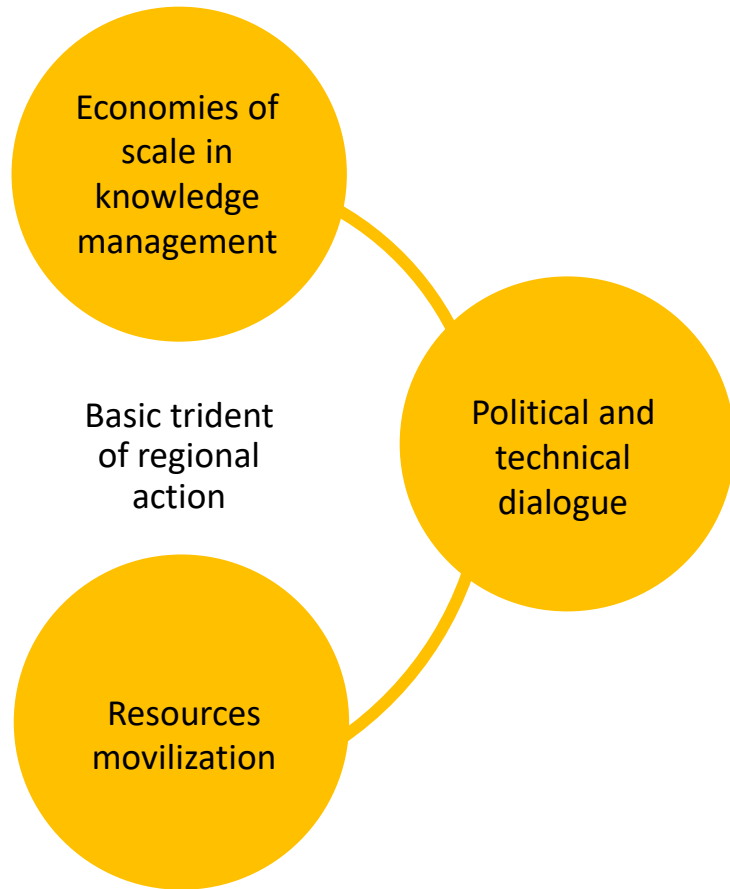 Economies of
scale in
knowledge
management
Basic trident
of regional
action
Political and
technical
dialogue
Resources
movilization